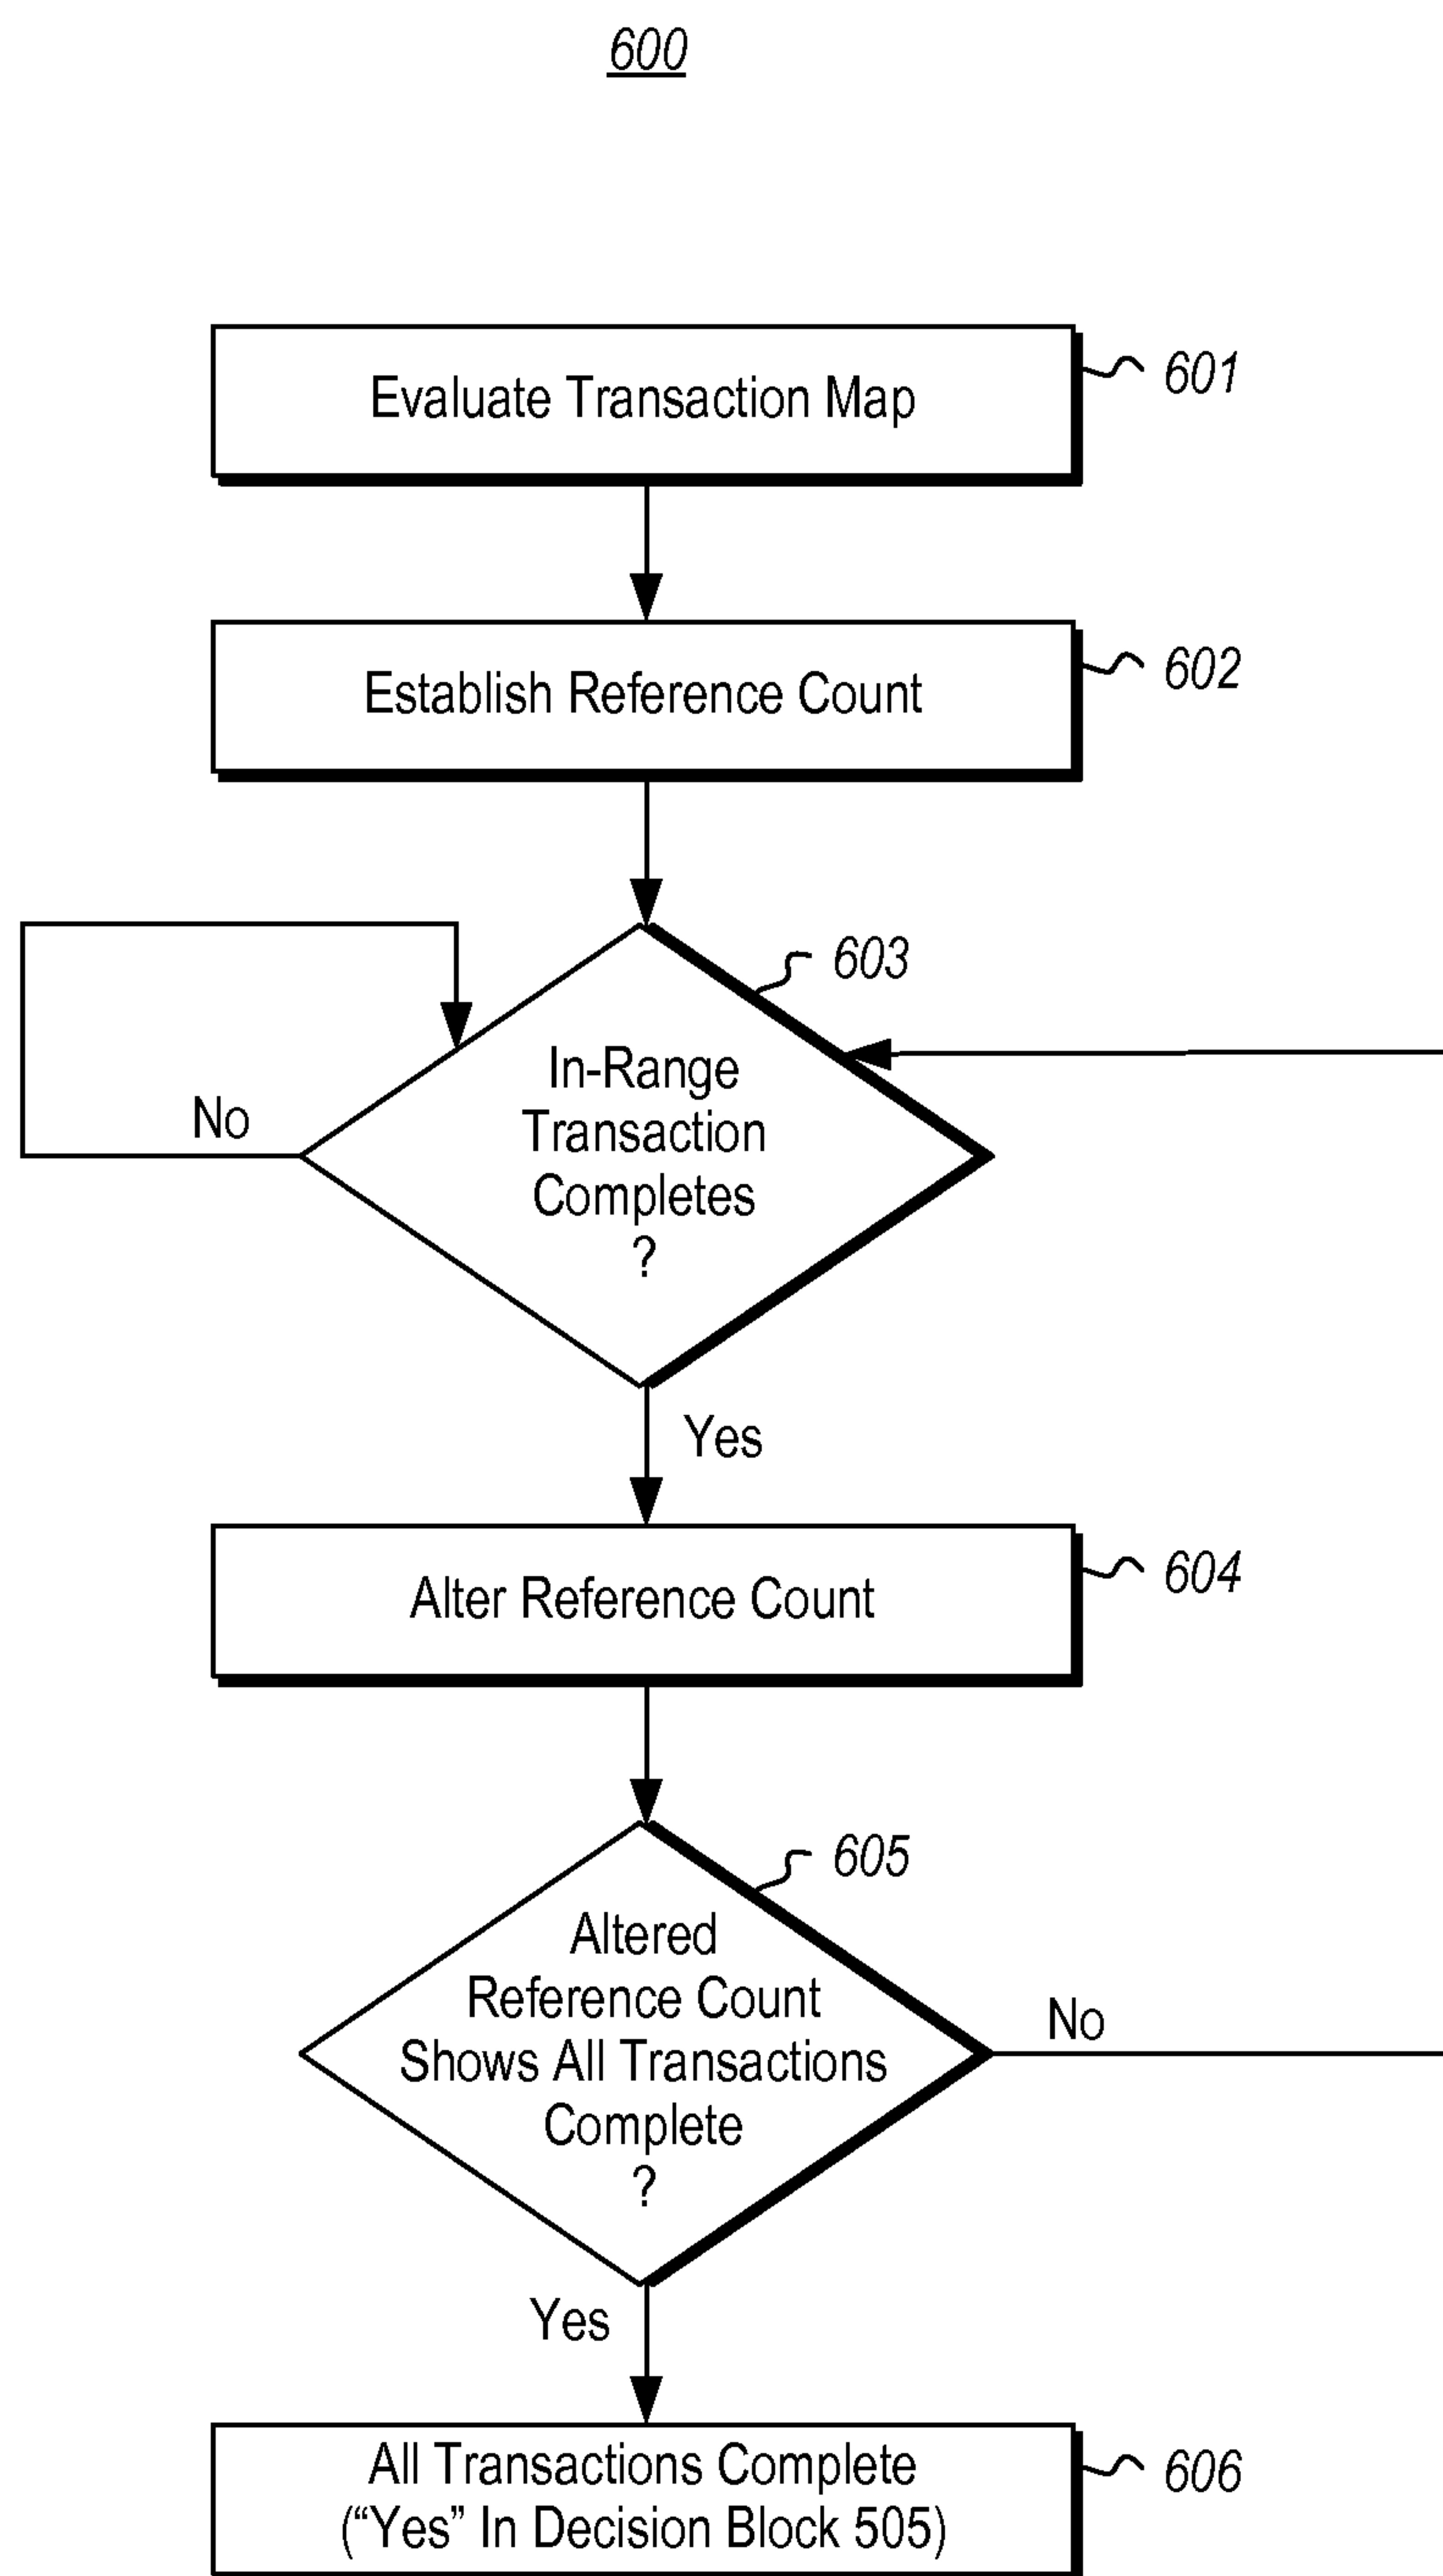 600
Evaluate Transaction Map
601
Establish Reference Count
602
603
In-Range
Transaction
Completes
?
No
Yes
Alter Reference Count
604
605
Altered
Reference Count
Shows All Transactions
Complete
?
No
Yes
All Transactions Complete
(“Yes” In Decision Block 505)
606